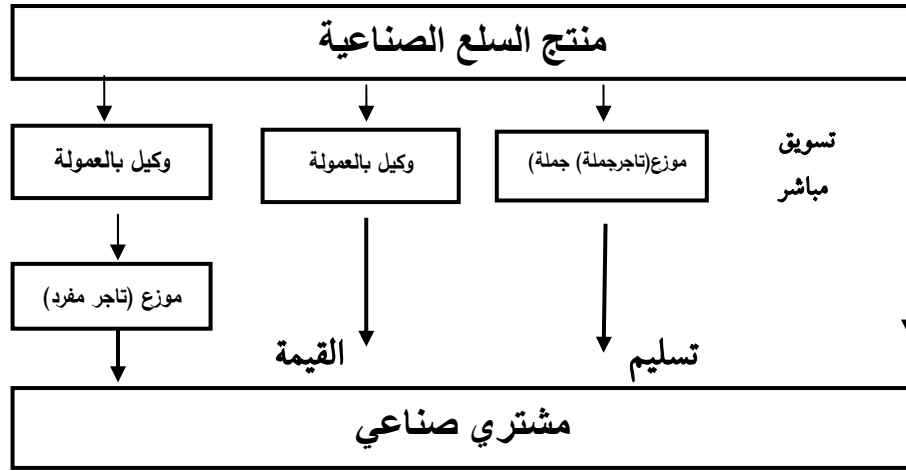 منتج السلع الصناعية
تسويق
مباشر
موزع(تاجرجملة) جملة)
وكيل بالعمولة
وكيل بالعمولة
موزع (تاجر مفرد)
تسليم
القيمة
مشتري صناعي